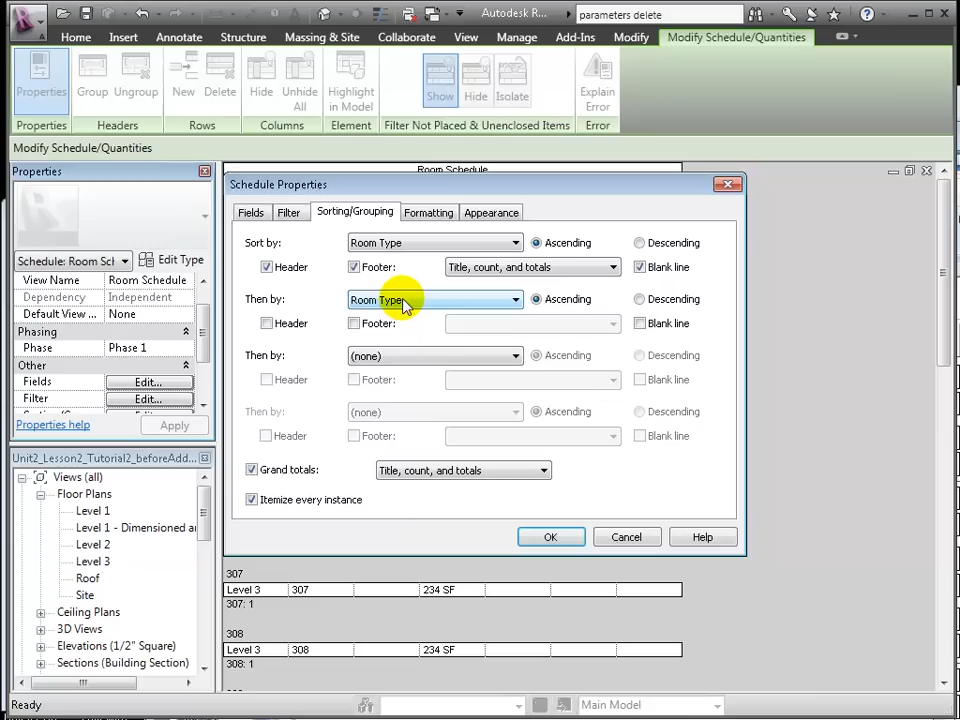 Autodesk R...
parameters delete
Home Insert Annotate Structure Massing & Site Collaborate View Manage Add-Ins Modify Modify Schedule/Quantities
Properties Group Ungroup New Delete Hide Unhide All Highlight in Model Show Hide Isolate Explain Error
Properties Headers Rows Columns Element Filter Not Placed & Unenclosed Items Error
Modify Schedule/Quantities
Properties
Room Schedule
Schedule: Room Scl Edit Type
View Name Room Schedule
Dependency Independent
Default View ... None
Phasing
Phase Phase 1
Other
Fields Edit...
Filter Edit...
Properties help Apply
Unit2_Lesson2_Tutorial2_beforeAdd...
Views (all)
Floor Plans
Level 1
Level 1 - Dimensioned ar
Level 2
Level 3
Roof
Site
Ceiling Plans
3D Views
Elevations (1/2" Square)
Sections (Building Section)
Schedule Properties
Fields Filter Sorting/Grouping Formatting Appearance
Sort by: Room Type Ascending Descending
Header Footer: Title, count, and totals Blank line
Then by: Room Type Ascending Descending
Header Footer: Blank line
Then by: (none) Ascending Descending
Header Footer: Blank line
Then by: (none) Ascending Descending
Header Footer: Blank line
Grand totals: Title, count, and totals
Itemize every instance
OK Cancel Help
307
Level 3 307 234 SF
307: 1
308
Level 3 308 234 SF
308: 1
Ready Main Model